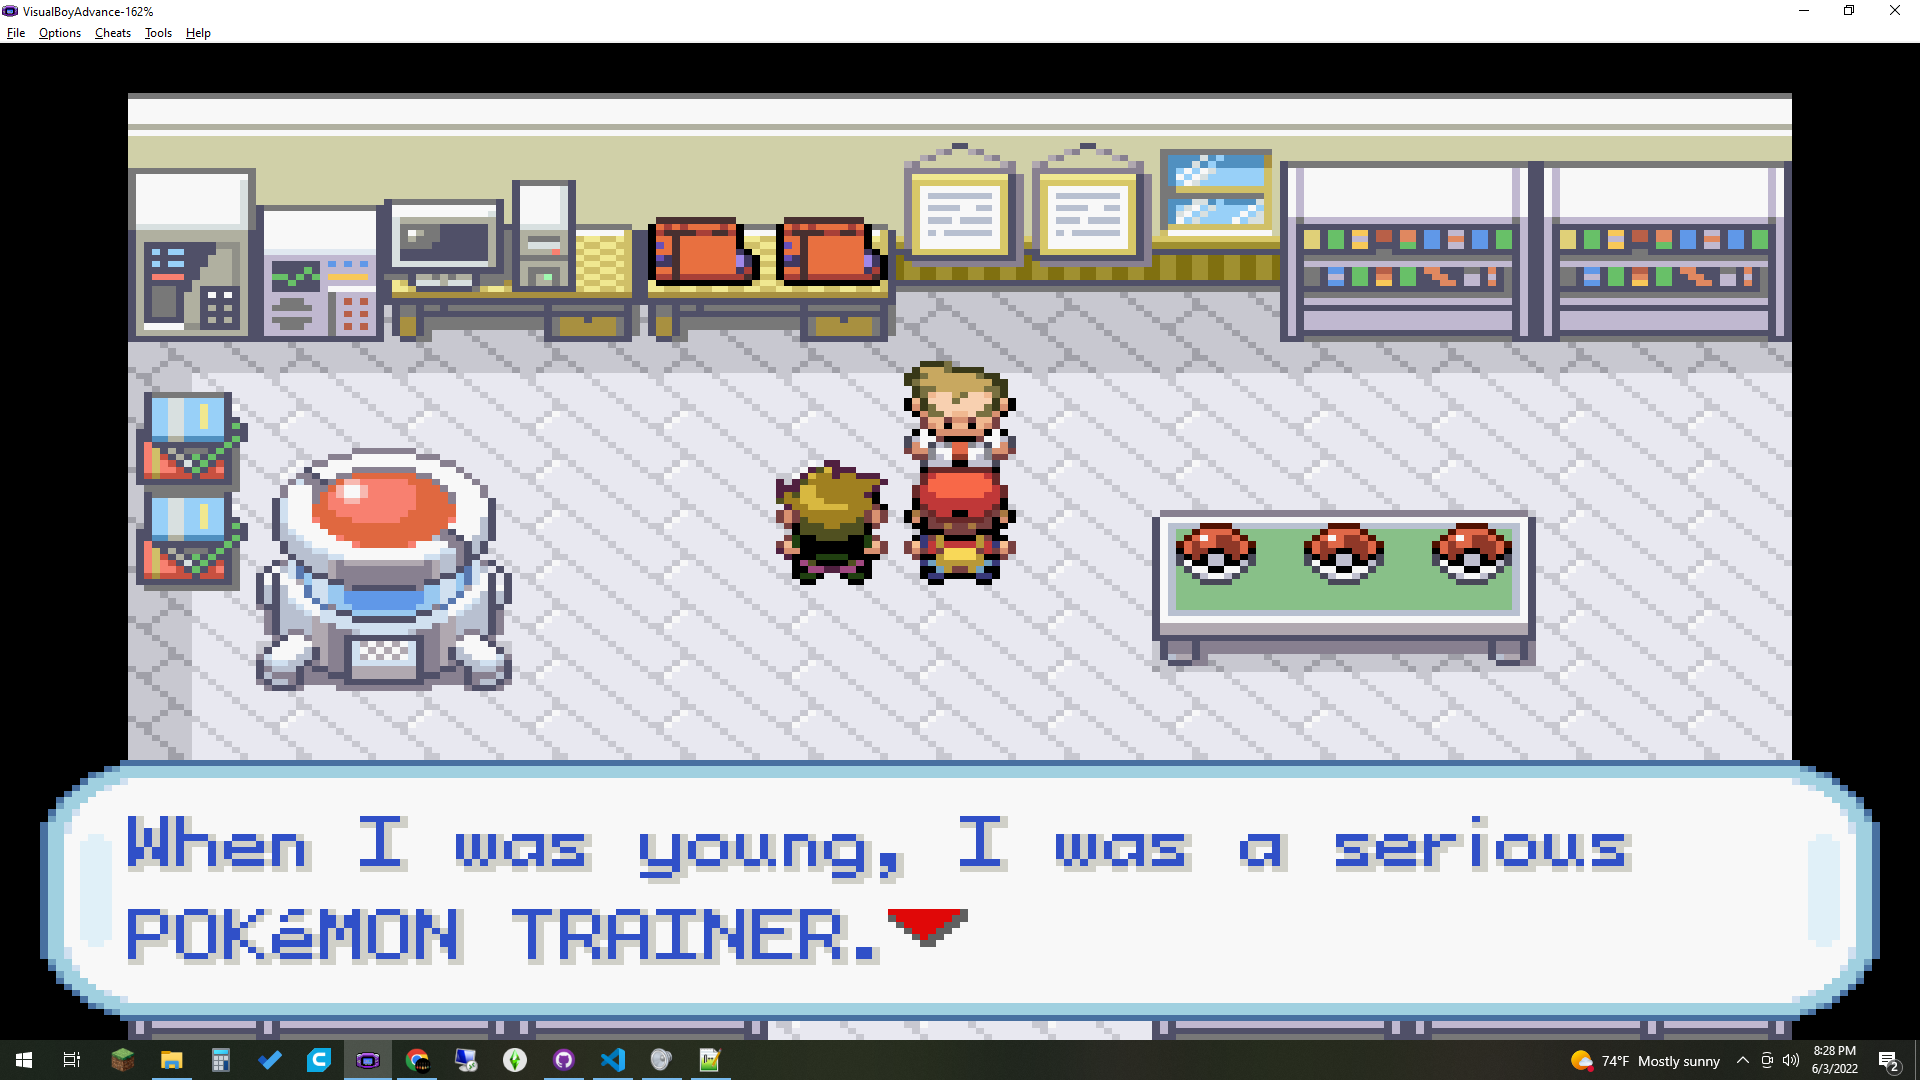 VisualBoyAdvance-162%
File Options Cheats Tools Help
When I was young, I was a serious
POKéMON TRAINER.
74°F Mostly sunny
8:28 PM
6/3/2022
2